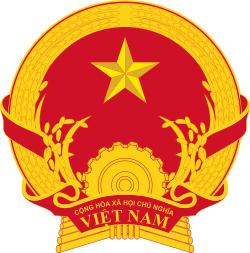 CỘNG HÒA XÃ HỘI CHỦ NGHĨA
VIỆT NAM